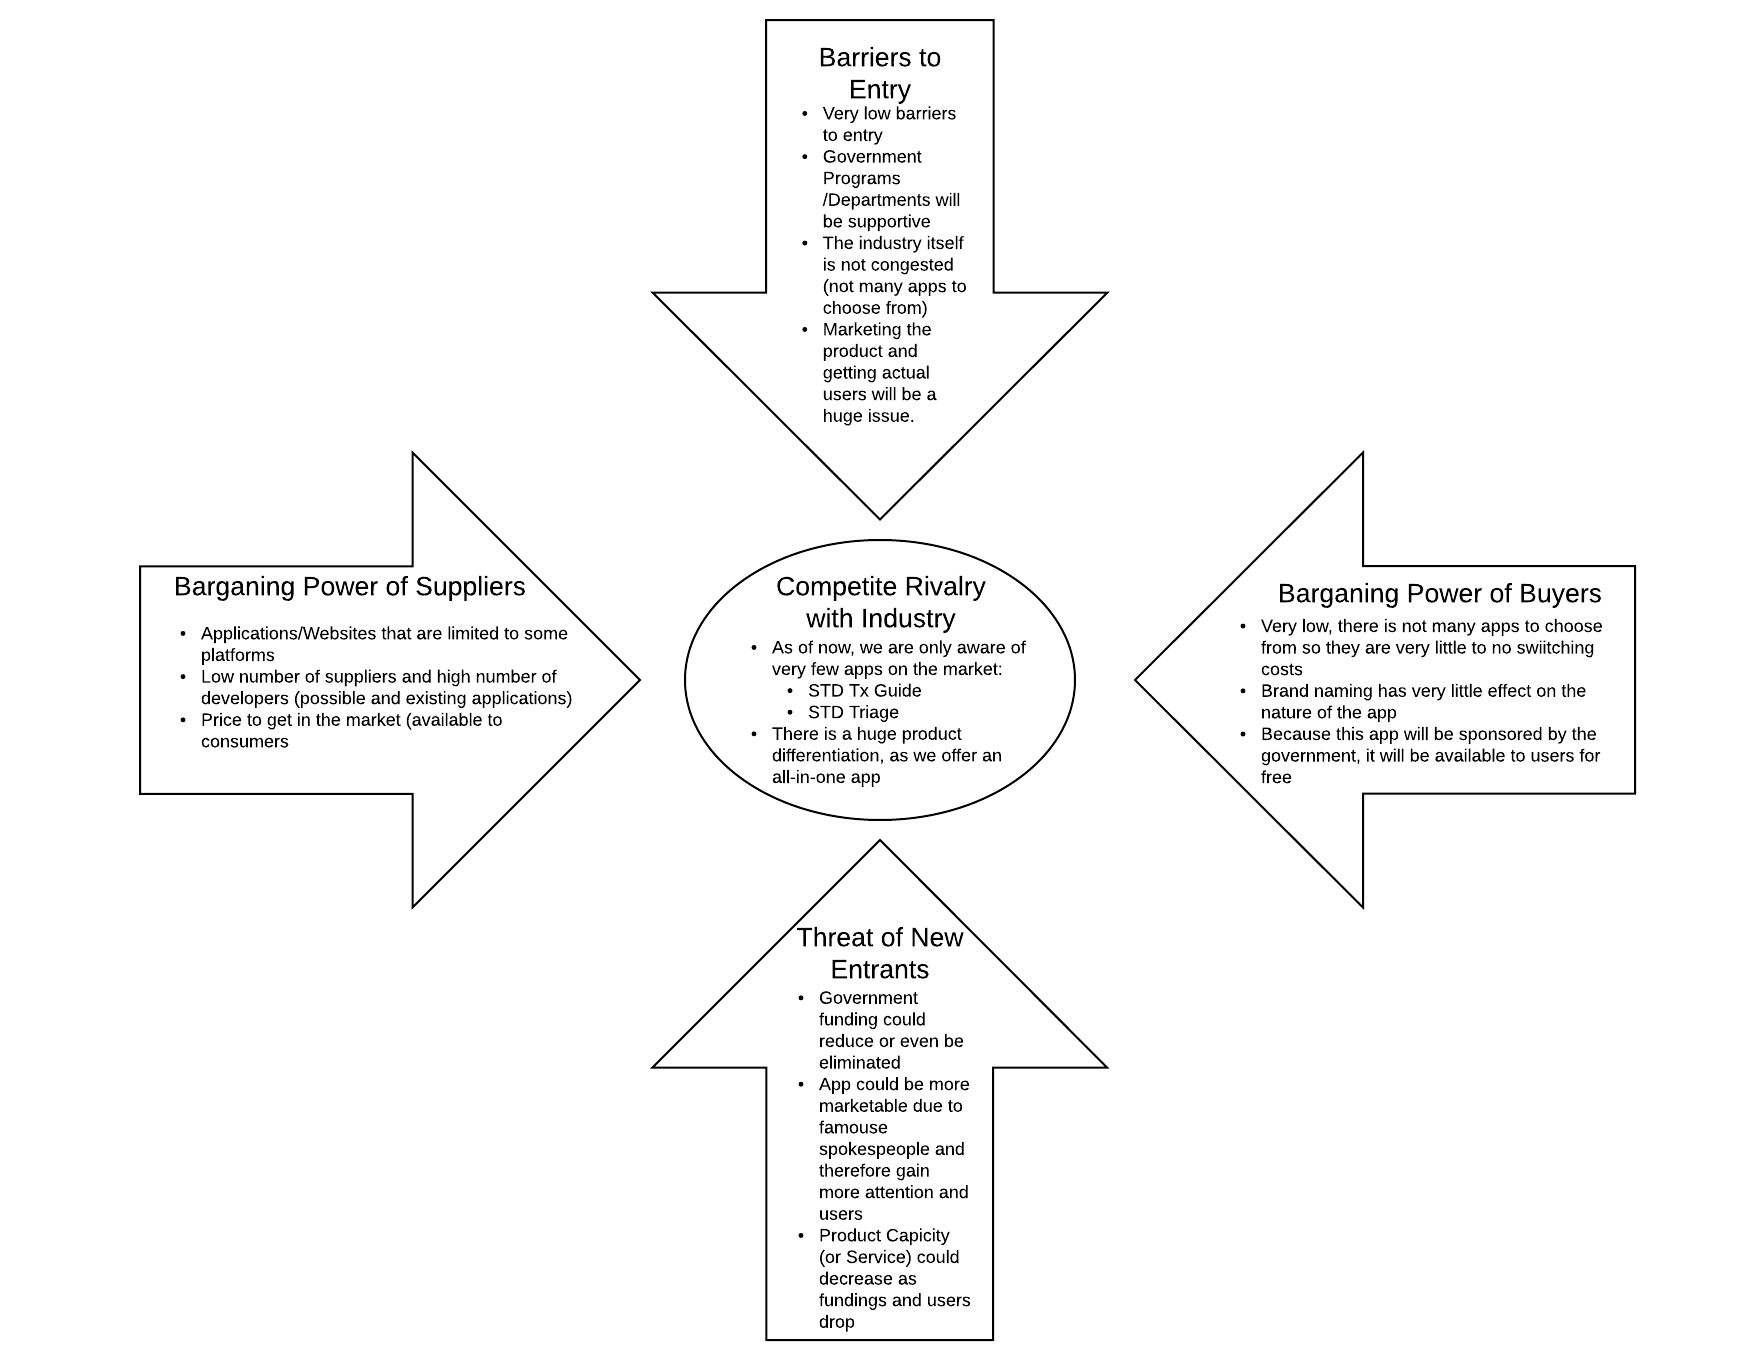 Barriers to
Entry
• Very low barriers
to entry
• Government
Programs
/Departments will
be supportive
• The industry itself
is not congested
(not many apps to
choose from)
• Marketing the
product and
getting actual
users will be a
huge issue.
Barganing Power of Suppliers
• Applications/Websites that are limited to some
platforms
• Low number of suppliers and high number of
developers (possible and existing applications)
• Price to get in the market (available to
consumers
Competite Rivalry
with Industry
• As of now, we are only aware of
very few apps on the market:
• STD Tx Guide
• STD Triage
• There is a huge product
differentiation, as we offer an
all-in-one app
Barganing Power of Buyers
• Very low, there is not many apps to choose
from so they are very little to no swiitching
costs
• Brand naming has very little effect on the
nature of the app
• Because this app will be sponsored by the
government, it will be available to users for
free
Threat of New
Entrants
• Government
funding could
reduce or even be
eliminated
• App could be more
marketable due to
famouse
spokespeople and
therefore gain
more attention and
users
• Product Capicity
(or Service) could
decrease as
fundings and users
drop